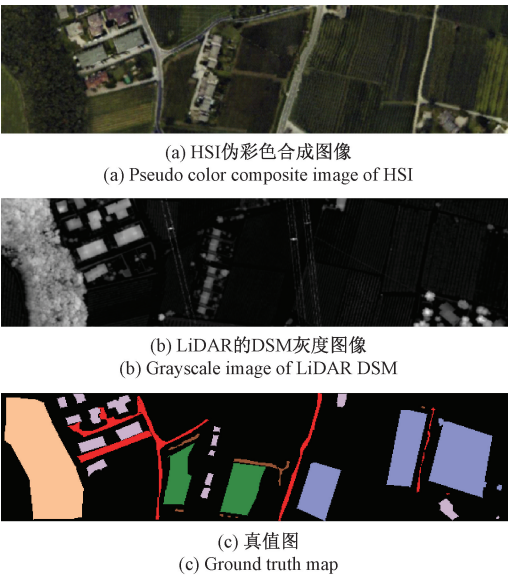 (a) HSI伪彩色合成图像
(a) Pseudo color composite image of HSI
(b) LiDAR的DSM灰度图像
(b) Grayscale image of LiDAR DSM
(c) 真值图
(c) Ground truth map